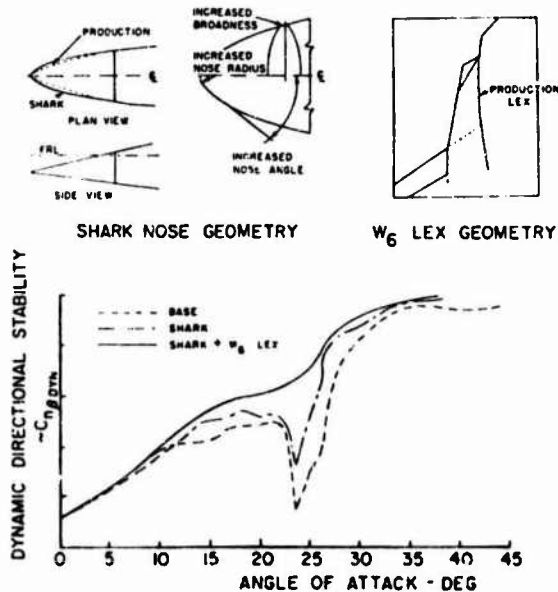 PRODUCTION
SHARK
PLAN VIEW
FRL
SIDE VIEW
INCREASED
BROADNESS
INCREASED
NOSE RADIUS
INCREASED
NOSE ANGLE
PRODUCTION
LEX
SHARK NOSE GEOMETRY
W6 LEX GEOMETRY
DYNAMIC DIRECTIONAL STABILITY
~CnβDYN
BASE
SHARK
SHARK + W6 LEX
0 5 10 15 20 25 30 35 40 45
ANGLE OF ATTACK - DEG